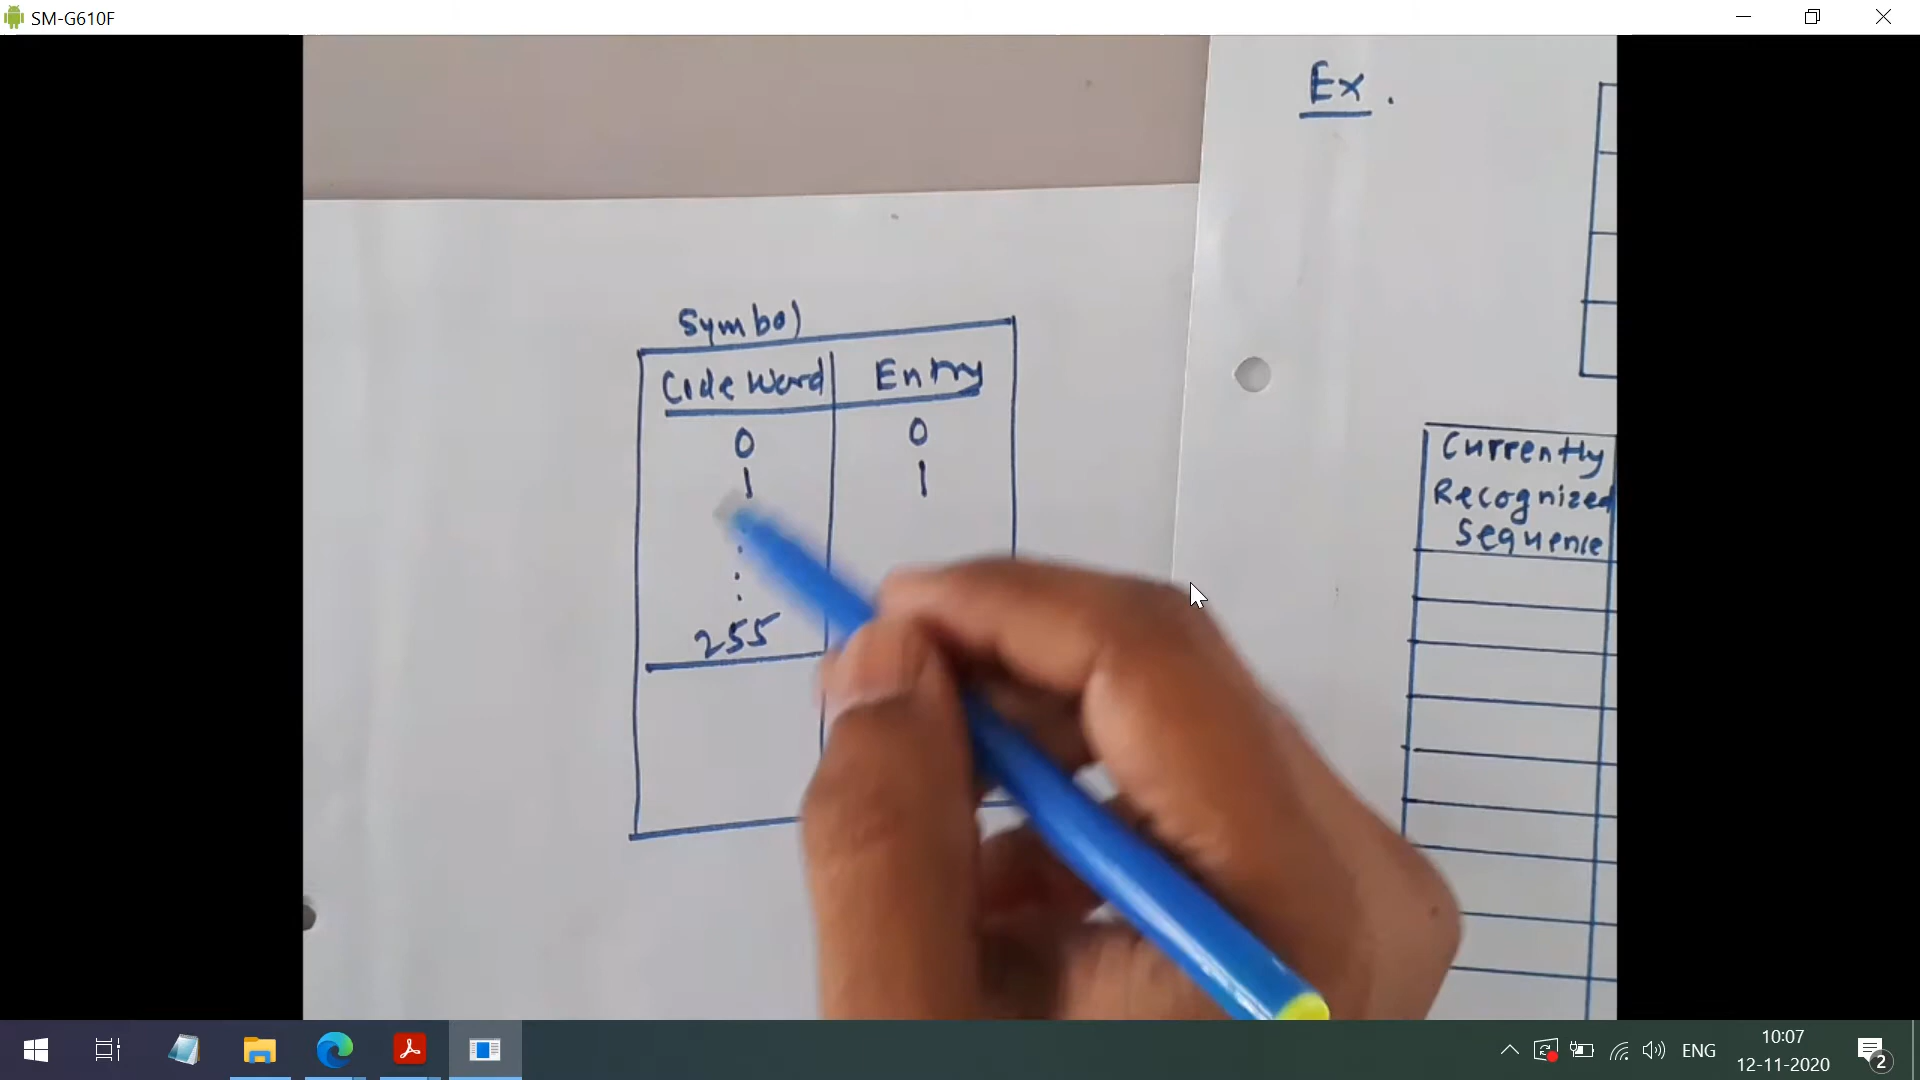 SM-G610F
Ex.
Symbol
Code Word Entry
0 0
1 1
:
255
Currently
Recognized
Sequence
ENG
10:07
12-11-2020
2